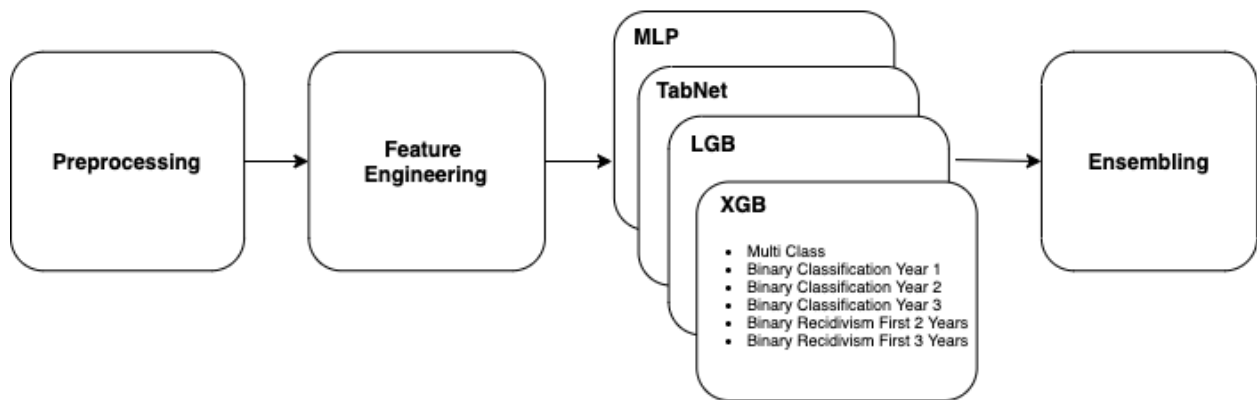 Preprocessing
Feature
Engineering
MLP
TabNet
LGB
XGB
• Multi Class
• Binary Classification Year 1
• Binary Classification Year 2
• Binary Classification Year 3
• Binary Recidivism First 2 Years
• Binary Recidivism First 3 Years
Ensembling